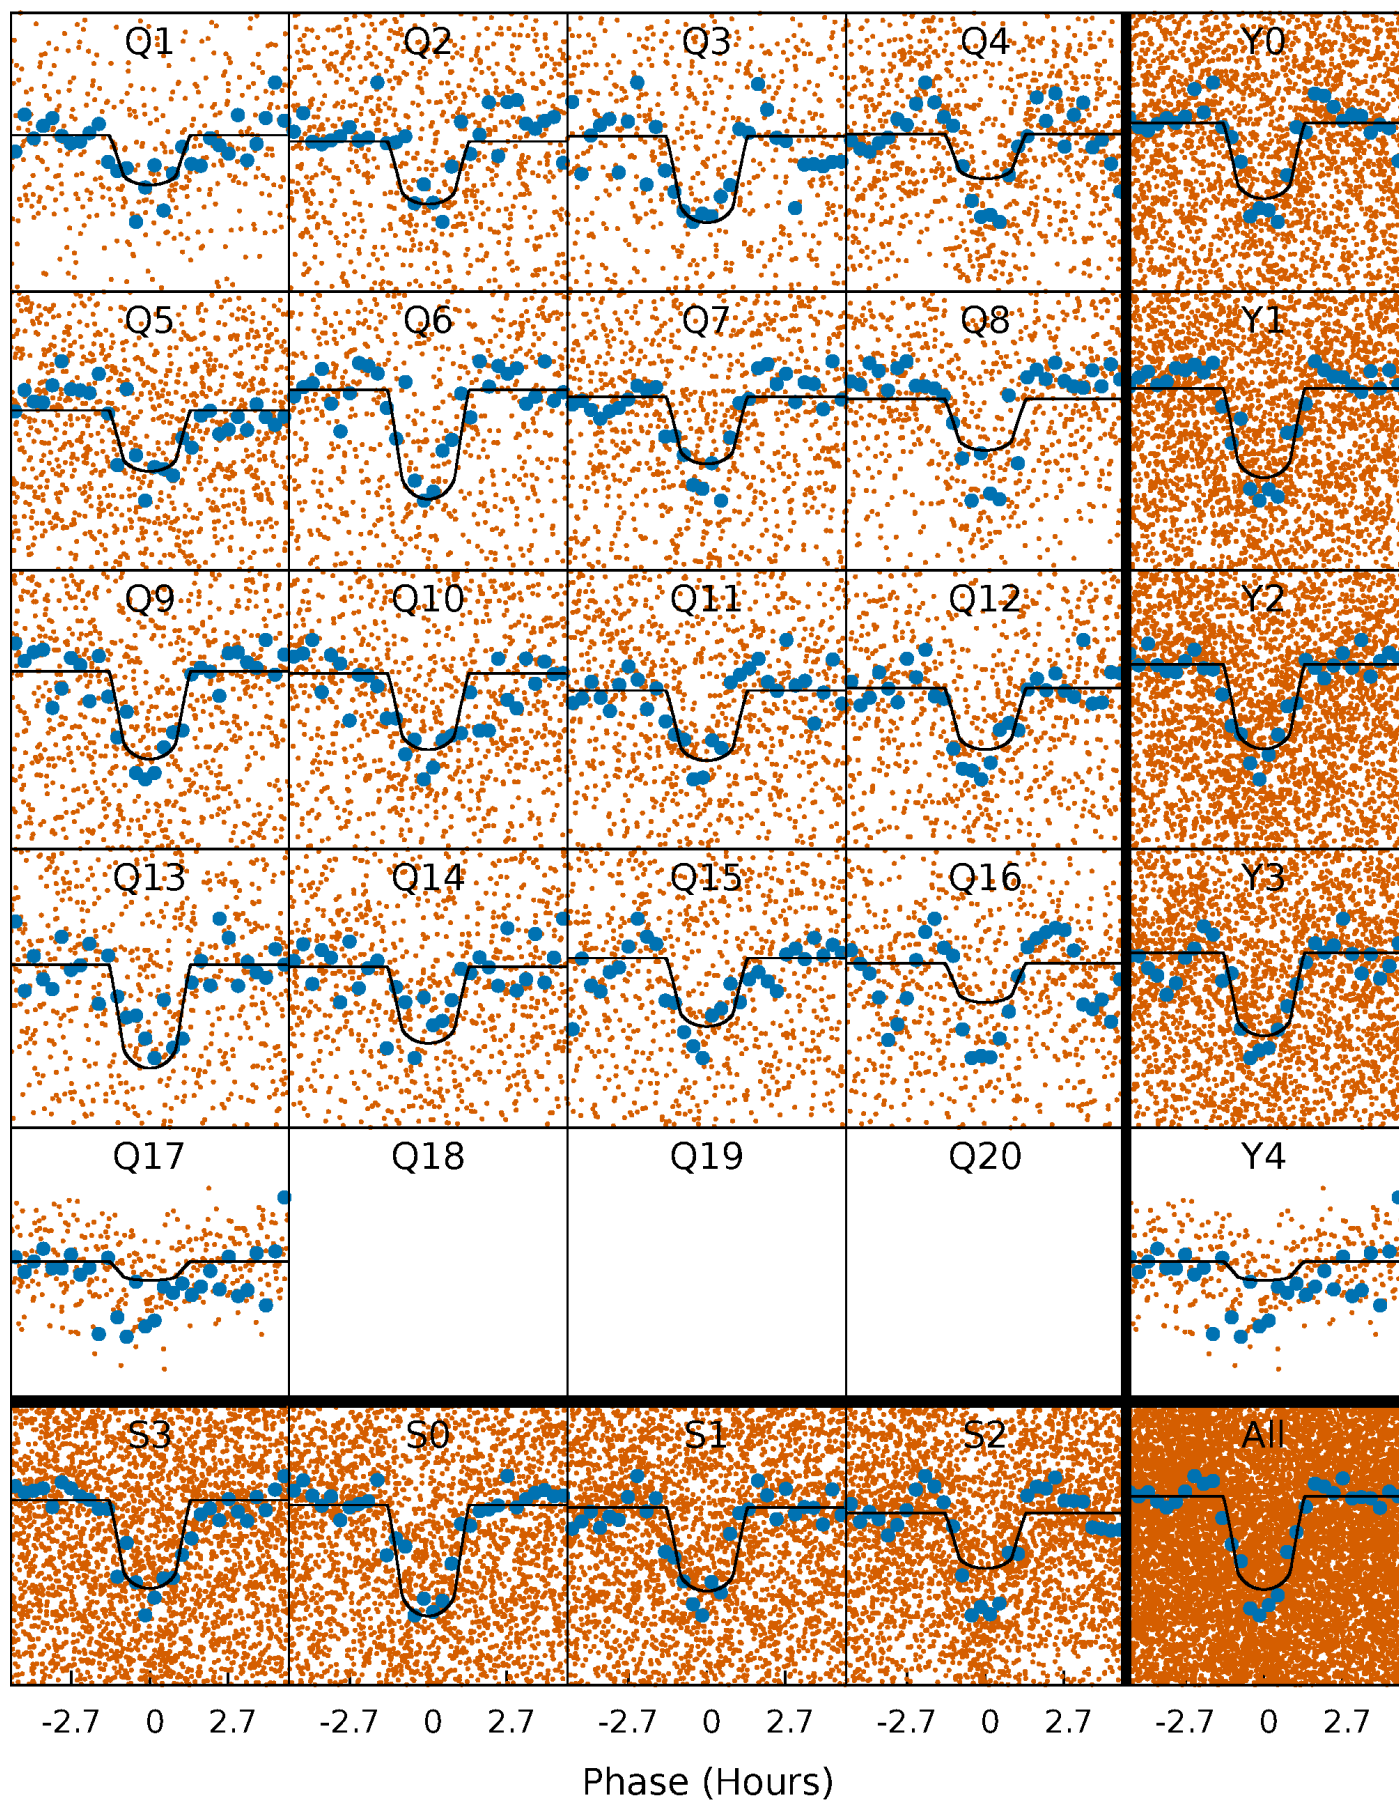 Q1 Q2 Q3 Q4 Y0
Q5 Q6 Q7 Q8 Y1
Q9 Q10 Q11 Q12 Y2
Q13 Q14 Q15 Q16 Y3
Q17 Q18 Q19 Q20 Y4
S3 S0 S1 S2 All
-2.7 0 2.7 -2.7 0 2.7 -2.7 0 2.7 -2.7 0 2.7 -2.7 0 2.7
Phase (Hours)